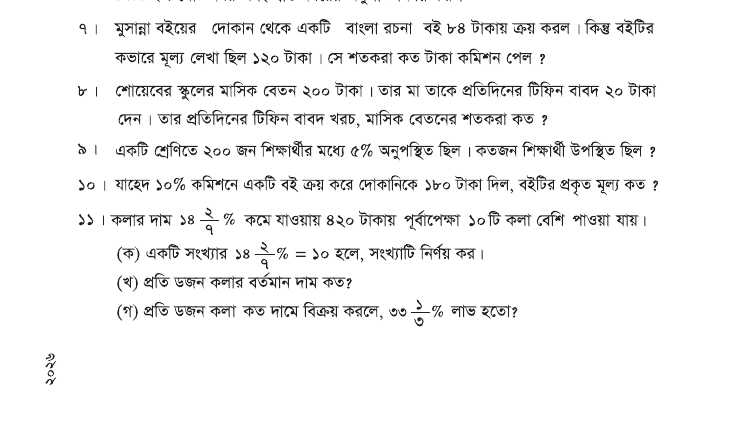 ৭। মুসান্না বইয়ের দোকান থেকে একটি বাংলা রচনা বই ৮৪ টাকায় ক্রয় করল। কিন্তু বইটির
কভারে মূল্য লেখা ছিল ১২০ টাকা। সে শতকরা কত টাকা কমিশন পেল ?
৮। শোয়েবের স্কুলের মাসিক বেতন ২০০ টাকা। তার মা তাকে প্রতিদিনের টিফিন বাবদ ২০ টাকা
দেন। তার প্রতিদিনের টিফিন বাবদ খরচ, মাসিক বেতনের শতকরা কত ?
৯। একটি শ্রেণিতে ২০০ জন শিক্ষার্থীর মধ্যে ৫% অনুপস্থিত ছিল। কতজন শিক্ষার্থী উপস্থিত ছিল ?
১০। যাহেদ ১০% কমিশনে একটি বই ক্রয় করে দোকানিকে ১৮০ টাকা দিল, বইটির প্রকৃত মূল্য কত ?
১১। কলার দাম ১৪ ২/৭ % কমে যাওয়ায় ৪২০ টাকায় পূর্বাপেক্ষা ১০টি কলা বেশি পাওয়া যায়।
(ক) একটি সংখ্যার ১৪ ২/৭ % = ১০ হলে, সংখ্যাটি নির্ণয় কর।
(খ) প্রতি ডজন কলার বর্তমান দাম কত?
(গ) প্রতি ডজন কলা কত দামে বিক্রয় করলে, ৩৩ ১/৩ % লাভ হতো?